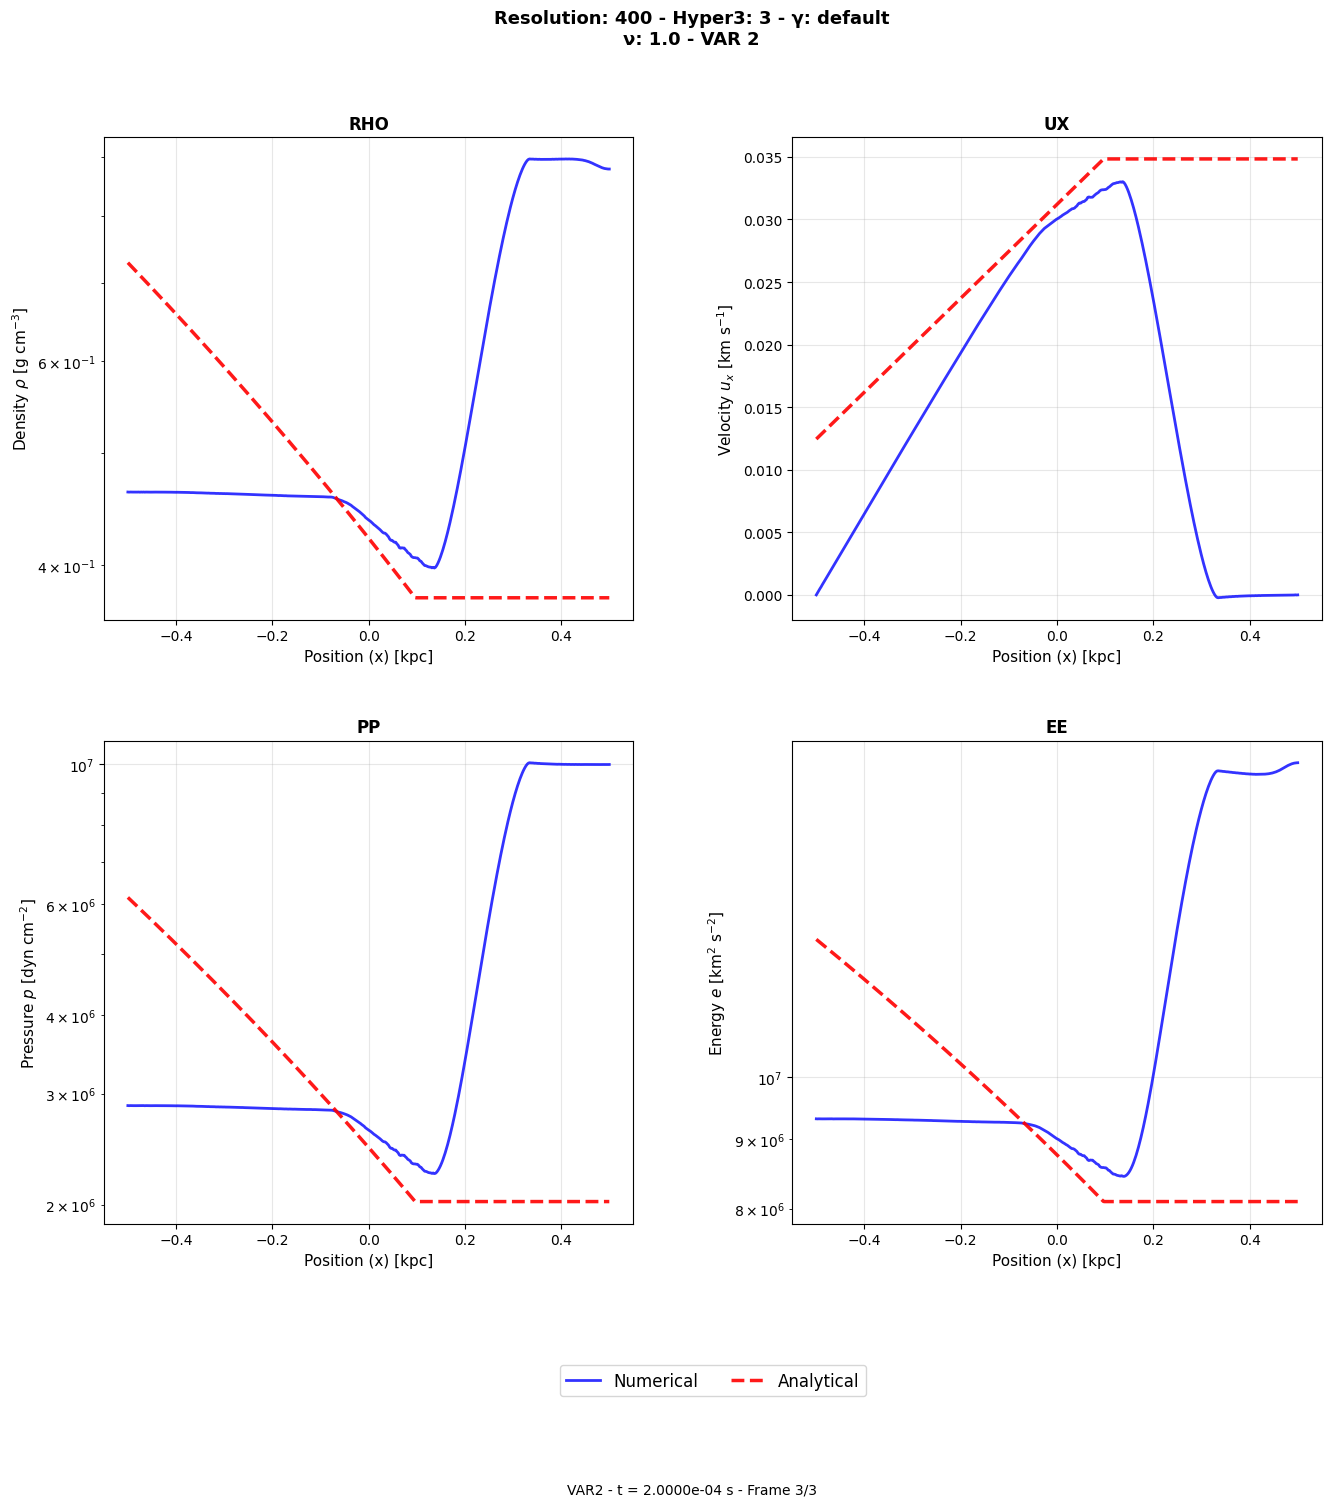 Resolution: 400 - Hyper3: 3 - γ: default
ν: 1.0 - VAR 2
RHO
Density ρ [g cm⁻³]
6 × 10⁻¹
4 × 10⁻¹
−0.4 −0.2 0.0 0.2 0.4
Position (x) [kpc]
UX
Velocity uₓ [km s⁻¹]
0.035
0.030
0.025
0.020
0.015
0.010
0.005
0.000
−0.4 −0.2 0.0 0.2 0.4
Position (x) [kpc]
PP
Pressure p [dyn cm⁻²]
10⁷
6 × 10⁶
4 × 10⁶
3 × 10⁶
2 × 10⁶
−0.4 −0.2 0.0 0.2 0.4
Position (x) [kpc]
EE
Energy e [km² s⁻²]
10⁷
9 × 10⁶
8 × 10⁶
−0.4 −0.2 0.0 0.2 0.4
Position (x) [kpc]
Numerical Analytical
VAR2 - t = 2.0000e-04 s - Frame 3/3